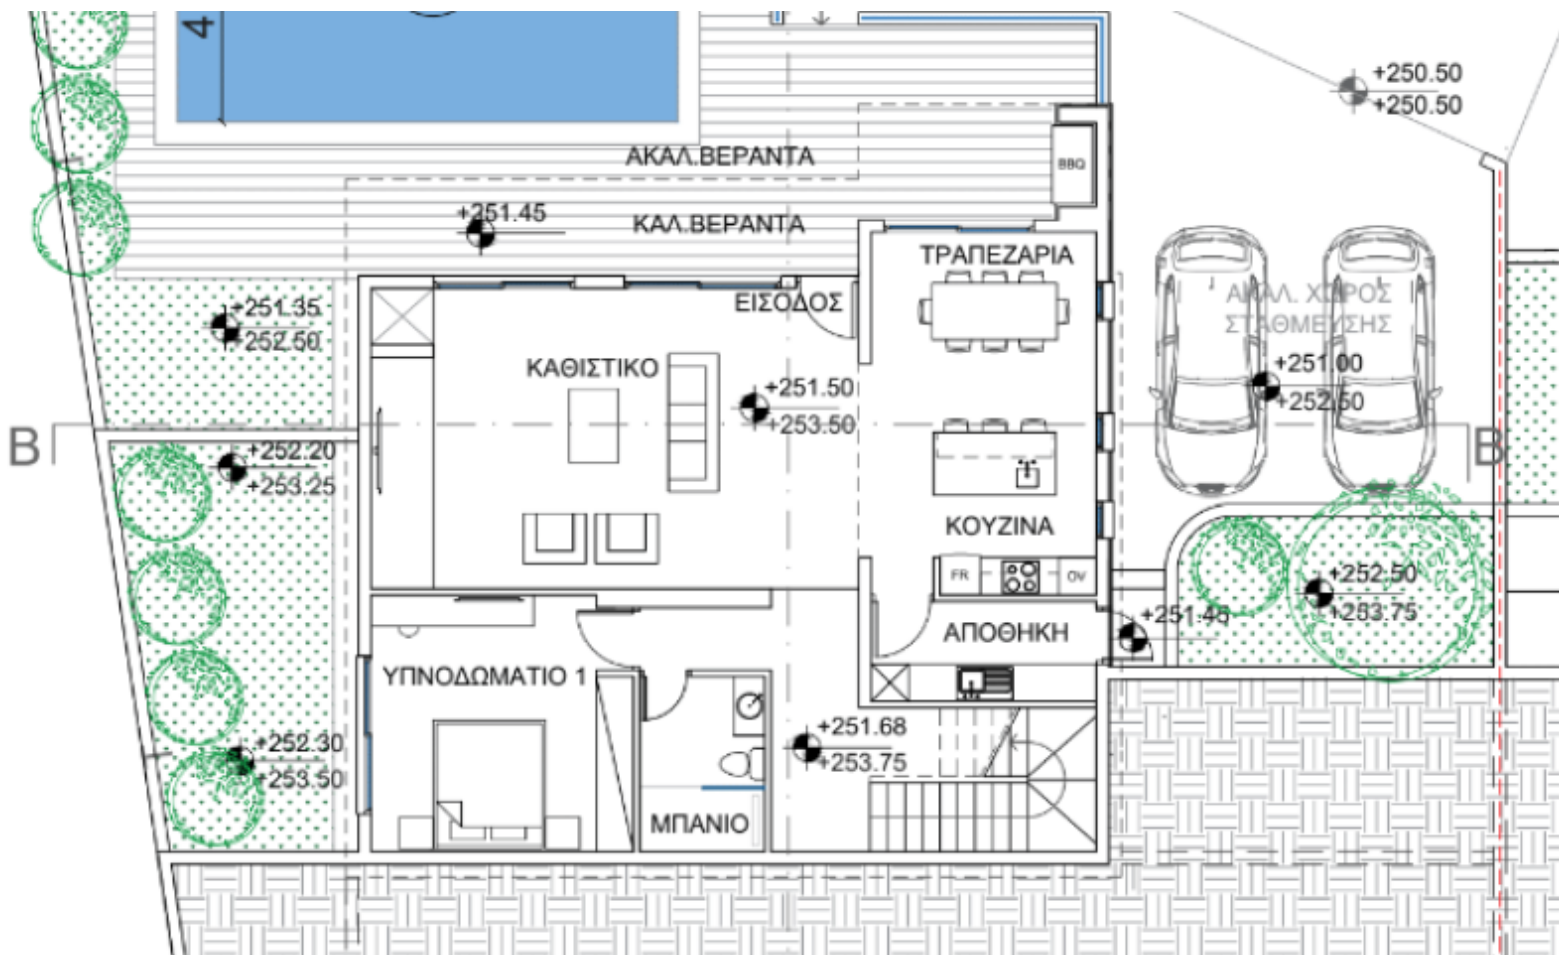 4
+250.50
+250.50
ΑΚΑΛ.ΒΕΡΑΝΤΑ
BBQ
+251.45
ΚΑΛ.ΒΕΡΑΝΤΑ
ΤΡΑΠΕΖΑΡΙΑ
+251.35
+252.50
ΕΙΣΟΔΟΣ
ΑΚΑΛ. ΧΩΡΟΣ
ΣΤΑΘΜΕΥΣΗΣ
ΚΑΘΙΣΤΙΚΟ
+251.50
+253.50
+251.00
+252.50
B
B
+252.20
+253.25
ΚΟΥΖΙΝΑ
FR
OV
+252.50
+253.75
ΑΠΟΘΗΚΗ
+251.45
ΥΠΝΟΔΩΜΑΤΙΟ 1
+251.68
+253.75
+252.30
+253.50
ΜΠΑΝΙΟ